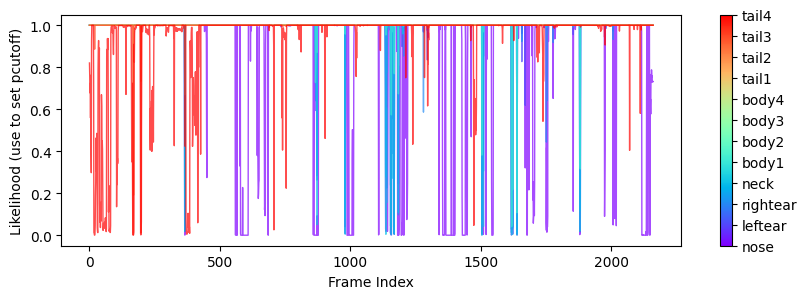 Likelihood (use to set pcutoff)
1.0
0.8
0.6
0.4
0.2
0.0
0
500
1000
1500
2000
Frame Index
tail4
tail3
tail2
tail1
body4
body3
body2
body1
neck
rightear
leftear
nose